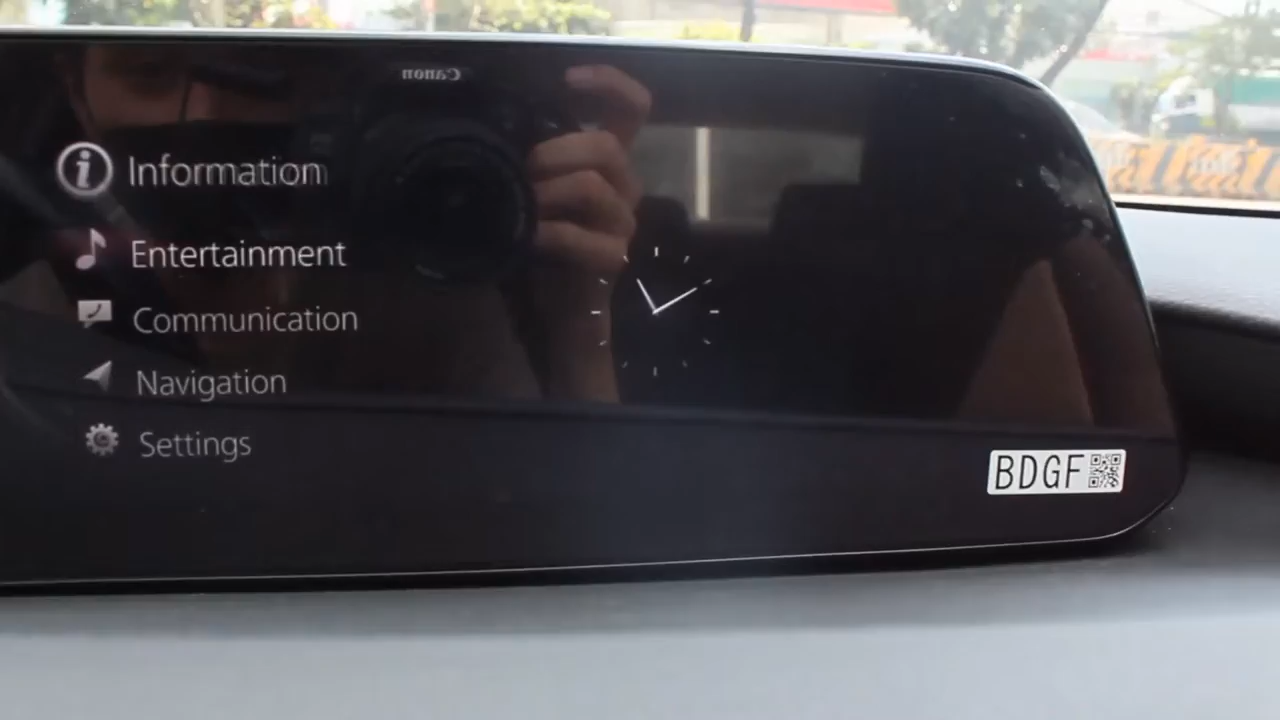 Canon
Information
Entertainment
Communication
Navigation
Settings
BDGF